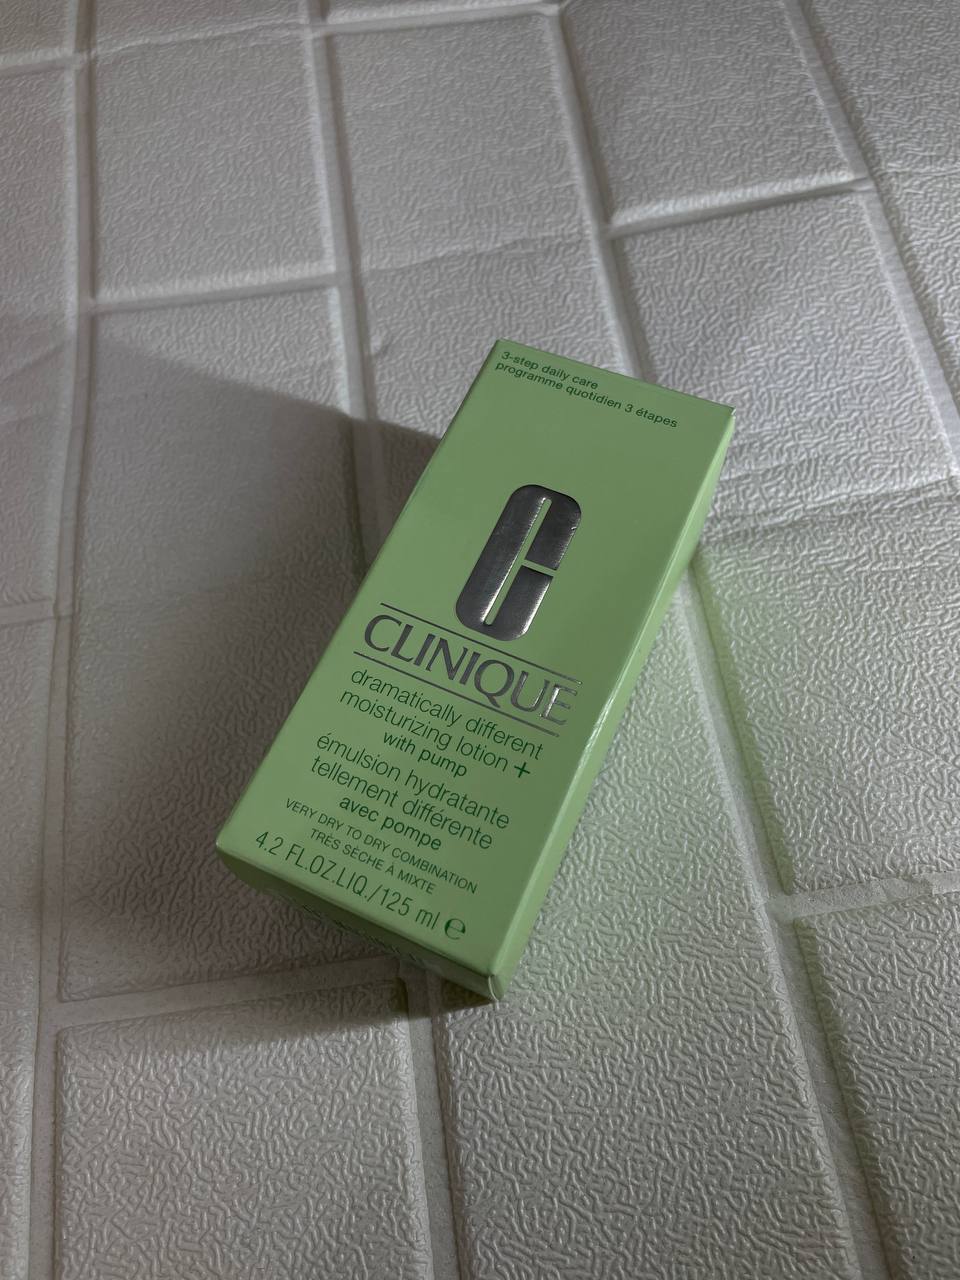 3-step daily care
programme quotidien 3 étapes
CLINIQUE
dramatically different
moisturizing lotion +
with pump
émulsion hydratante
tellement différente
avec pompe
VERY DRY TO DRY COMBINATION
TRÈS SÈCHE À MIXTE
4.2 FL.OZ.LIQ./125 ml ℮